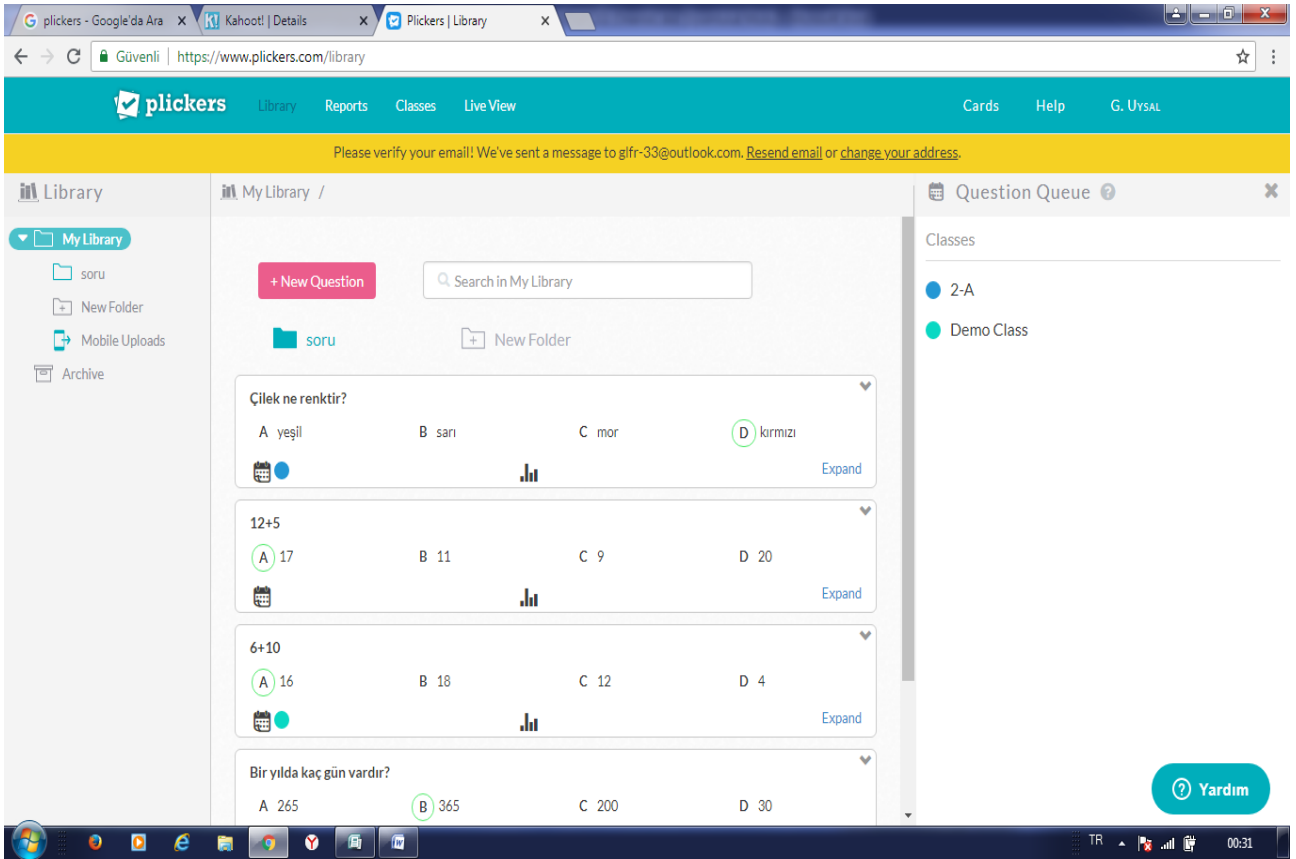 plickers - Google'da Ara
Kahoot! | Details
Plickers | Library
Güvenli | https://www.plickers.com/library
plickers Library Reports Classes Live View Cards Help G. UYSAL
Please verify your email! We've sent a message to glfr-33@outlook.com. Resend email or change your address.
Library
My Library
soru
New Folder
Mobile Uploads
Archive
My Library /
+ New Question
Search in My Library
soru
New Folder
Çilek ne renktir?
A yeşil B sarı C mor D kırmızı
Expand
12+5
A 17 B 11 C 9 D 20
Expand
6+10
A 16 B 18 C 12 D 4
Expand
Bir yılda kaç gün vardır?
A 265 B 365 C 200 D 30
Question Queue ?
Classes
2-A
Demo Class
? Yardım
TR 00:31